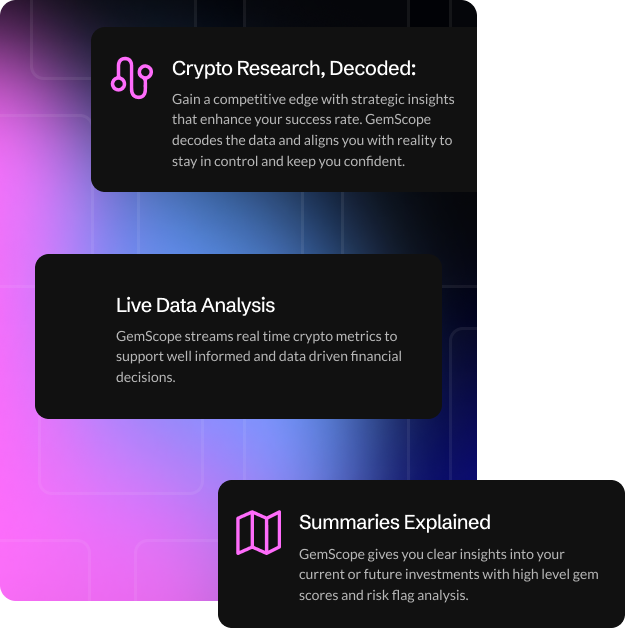 Crypto Research, Decoded:
Gain a competitive edge with strategic insights
that enhance your success rate. GemScope
decodes the data and aligns you with reality to
stay in control and keep you confident.
Live Data Analysis
GemScope streams real time crypto metrics to
support well informed and data driven financial
decisions.
Summaries Explained
GemScope gives you clear insights into your
current or future investments with high level gem
scores and risk flag analysis.